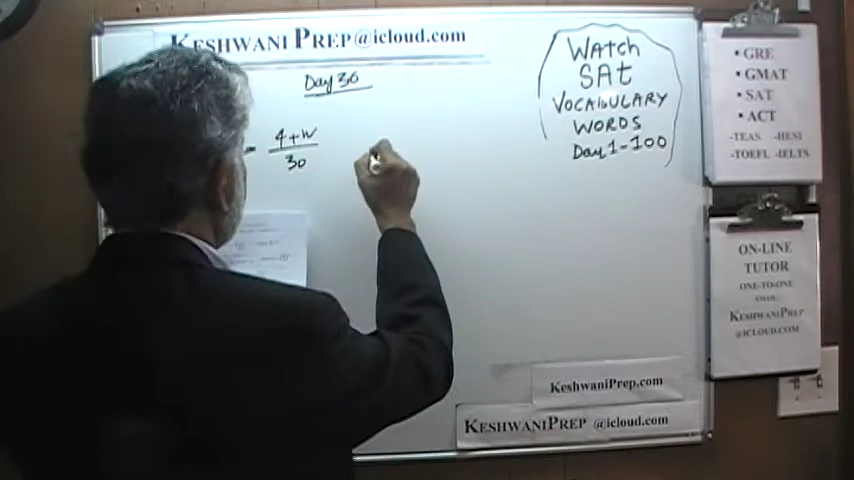 KESHWANI PREP@icloud.com
Day 30
= 4+W
30
WAtch
SAt
VOCABULARY
WORDS
Day 1-100
• GRE
• GMAT
• SAT
• ACT
-TEAS -HESI
-TOEFL -IELTS
ON-LINE
TUTOR
ONE-TO-ONE
EMAIL:
KESHWANIPREP
@ICLOUD.COM
KeshwaniPrep.com
KESHWANIPREP @icloud.com